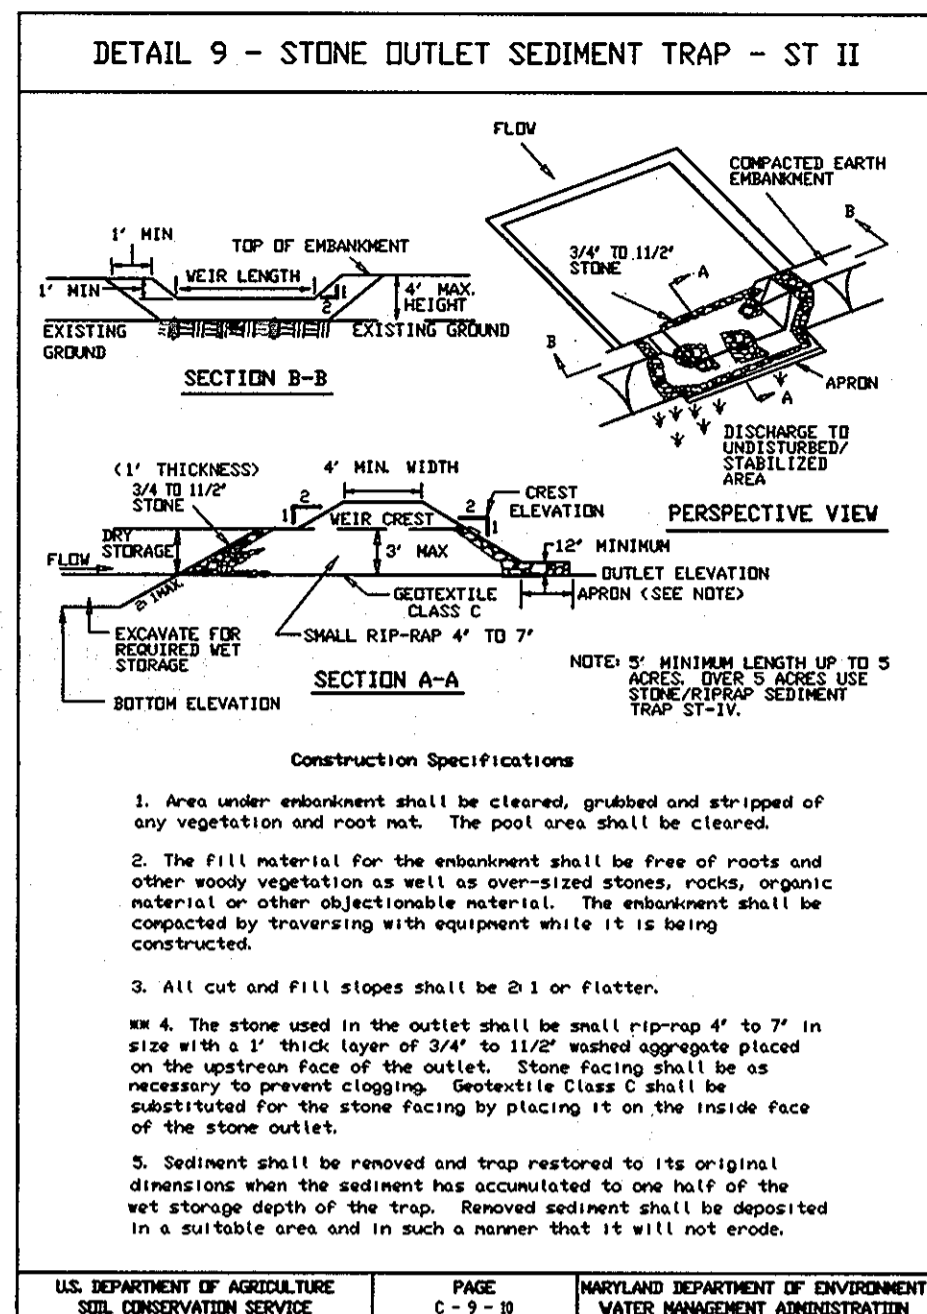 DETAIL 9 - STONE OUTLET SEDIMENT TRAP - ST II
FLOW
COMPACTED EARTH
EMBANKMENT
B
3/4" TO 11/2"
STONE
A
B
A
APRON
DISCHARGE TO
UNDISTURBED/
STABILIZED
AREA
PERSPECTIVE VIEW
1' MIN
TOP OF EMBANKMENT
WEIR LENGTH
1' MIN
1
2
4' MAX.
HEIGHT
EXISTING
GROUND
EXISTING GROUND
SECTION B-B
(1' THICKNESS)
3/4 TO 11/2"
STONE
4' MIN. WIDTH
2
1
CREST
ELEVATION
2
1
WEIR CREST
DRY
STORAGE
3' MAX
12" MINIMUM
FLOW
OUTLET ELEVATION
2:1 MAX.
GEOTEXTILE
CLASS C
APRON (SEE NOTE)
EXCAVATE FOR
REQUIRED WET
STORAGE
SMALL RIP-RAP 4" TO 7"
SECTION A-A
BOTTOM ELEVATION
NOTE: 5' MINIMUM LENGTH UP TO 5
ACRES. OVER 5 ACRES USE
STONE/RIPRAP SEDIMENT
TRAP ST-IV.
Construction Specifications
1. Area under embankment shall be cleared, grubbed and stripped of
any vegetation and root mat. The pool area shall be cleared.
2. The fill material for the embankment shall be free of roots and
other woody vegetation as well as over-sized stones, rocks, organic
material or other objectionable material. The embankment shall be
compacted by traversing with equipment while it is being
constructed.
3. All cut and fill slopes shall be 2:1 or flatter.
** 4. The stone used in the outlet shall be small rip-rap 4" to 7" in
size with a 1' thick layer of 3/4" to 11/2" washed aggregate placed
on the upstream face of the outlet. Stone facing shall be as
necessary to prevent clogging. Geotextile Class C shall be
substituted for the stone facing by placing it on the inside face
of the stone outlet.
5. Sediment shall be removed and trap restored to its original
dimensions when the sediment has accumulated to one half of the
wet storage depth of the trap. Removed sediment shall be deposited
in a suitable area and in such a manner that it will not erode.
U.S. DEPARTMENT OF AGRICULTURE
SOIL CONSERVATION SERVICE
PAGE
C - 9 - 10
MARYLAND DEPARTMENT OF ENVIRONMENT
WATER MANAGEMENT ADMINISTRATION